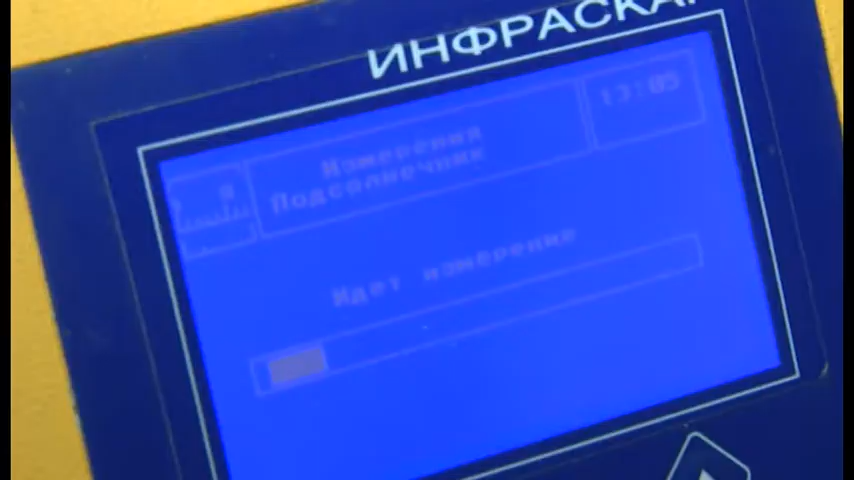 ИНФРАСКАН
Измерения
Подсолнечник
13:05
Идет измерение